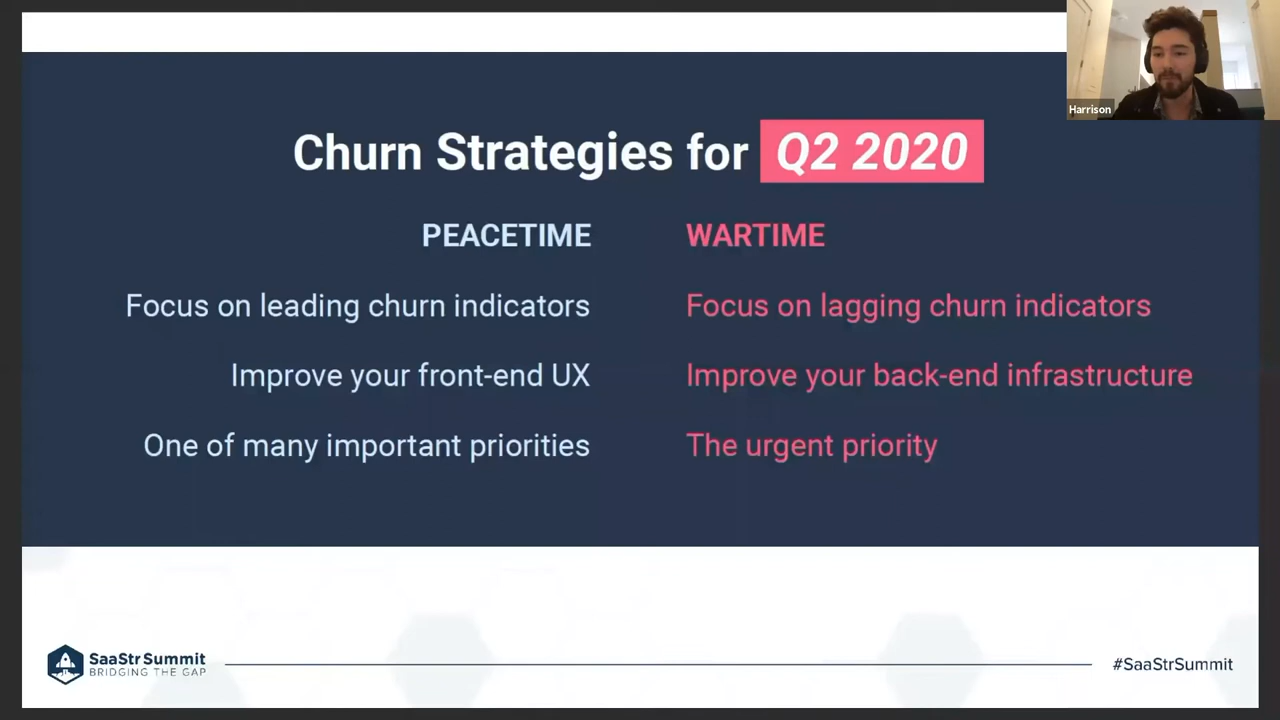 Harrison
Churn Strategies for Q2 2020
PEACETIME
WARTIME
Focus on leading churn indicators
Focus on lagging churn indicators
Improve your front-end UX
Improve your back-end infrastructure
One of many important priorities
The urgent priority
SaaStr Summit
BRIDGING THE GAP
#SaaStrSummit